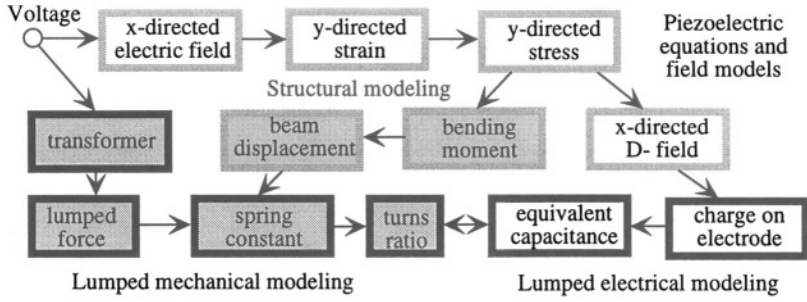 Voltage
x-directed
electric field
y-directed
strain
y-directed
stress
Piezoelectric
equations and
field models
Structural modeling
transformer
beam
displacement
bending
moment
x-directed
D- field
lumped
force
spring
constant
turns
ratio
equivalent
capacitance
charge on
electrode
Lumped mechanical modeling
Lumped electrical modeling